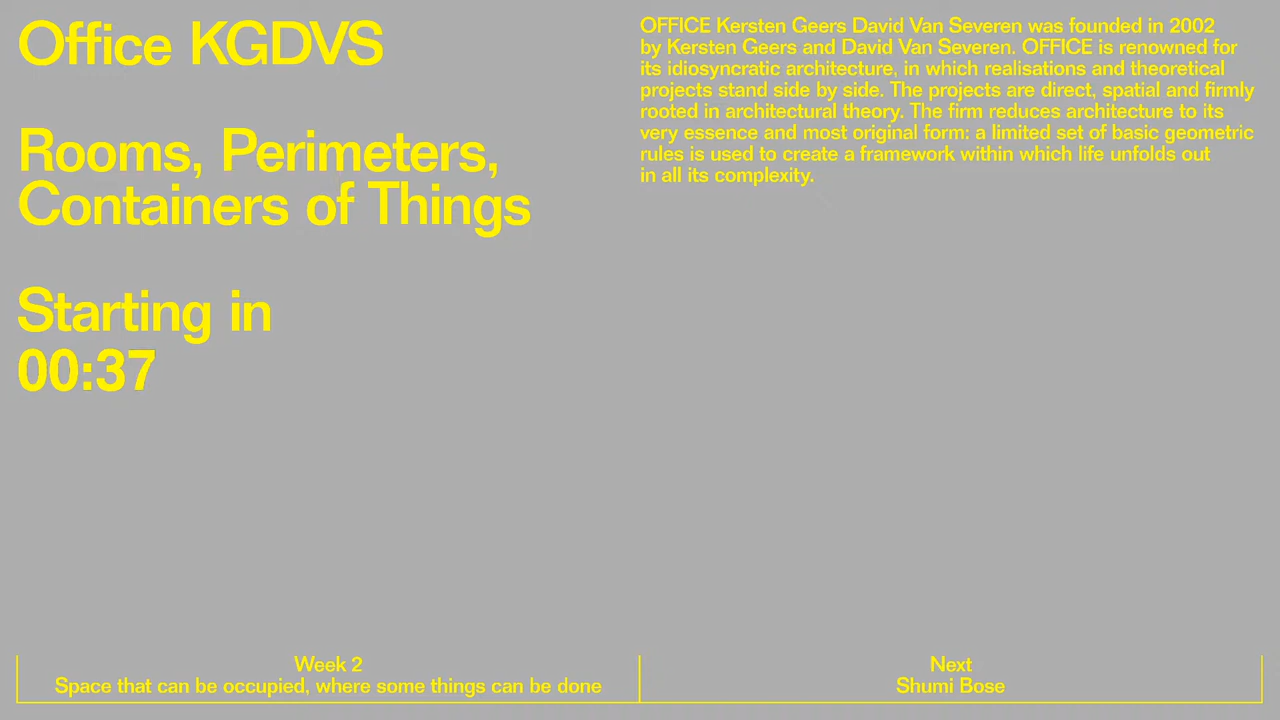 Office KGDVS
Rooms, Perimeters,
Containers of Things
Starting in
00:37
OFFICE Kersten Geers David Van Severen was founded in 2002
by Kersten Geers and David Van Severen. OFFICE is renowned for
its idiosyncratic architecture, in which realisations and theoretical
projects stand side by side. The projects are direct, spatial and firmly
rooted in architectural theory. The firm reduces architecture to its
very essence and most original form: a limited set of basic geometric
rules is used to create a framework within which life unfolds out
in all its complexity.
Week 2
Space that can be occupied, where some things can be done
Next
Shumi Bose